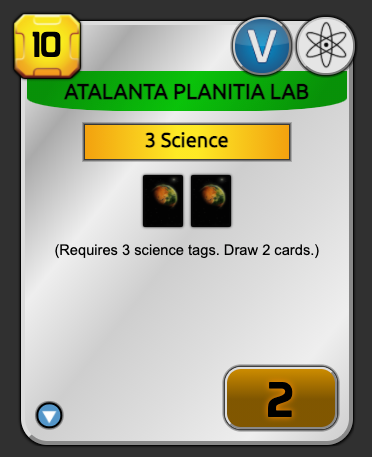 10
V
ATALANTA PLANITIA LAB
3 Science
(Requires 3 science tags. Draw 2 cards.)
2